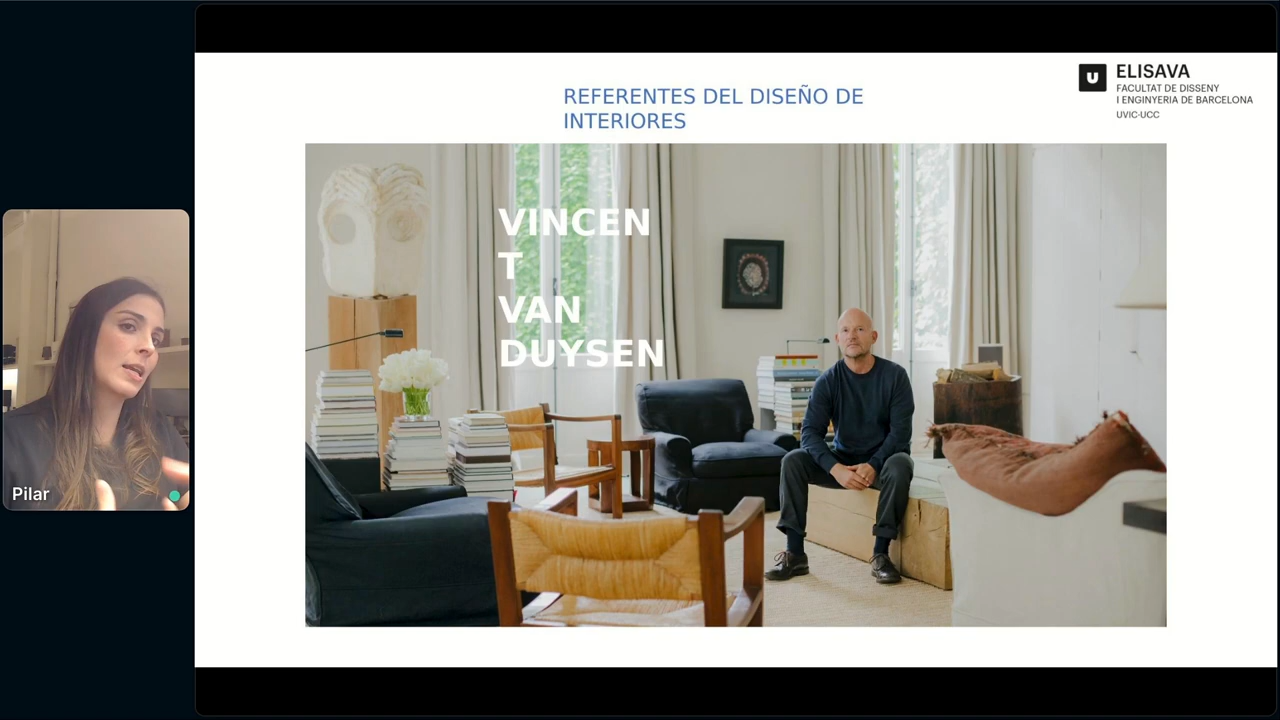 REFERENTES DEL DISEÑO DE
INTERIORES
ELISAVA
FACULTAT DE DISSENY
I ENGINYERIA DE BARCELONA
UVIC·UCC
VINCEN
T
VAN
DUYSEN
Pilar